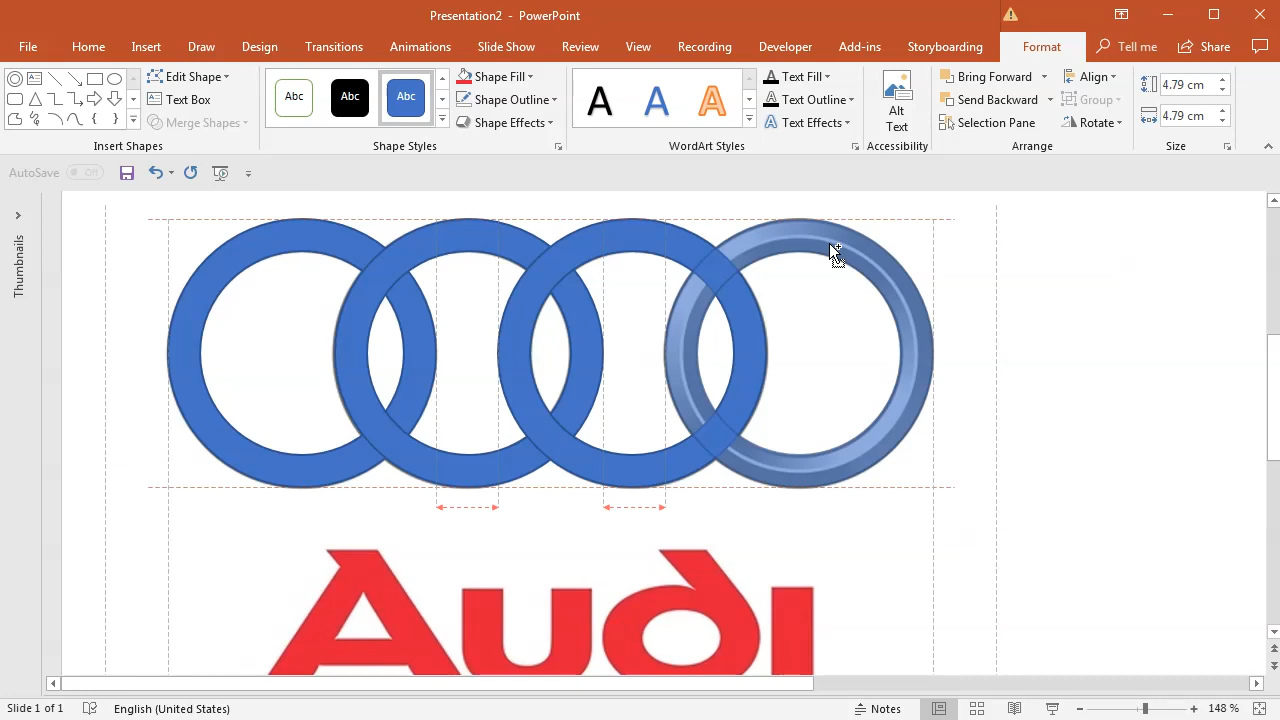 Presentation2 - PowerPoint
File Home Insert Draw Design Transitions Animations Slide Show Review View Recording Developer Add-ins Storyboarding Format Tell me Share
Edit Shape Shape Fill Text Fill Bring Forward Align 4.79 cm
Text Box Abc Abc Abc Shape Outline A A A Text Outline Alt Text Send Backward Group 4.79 cm
Merge Shapes Shape Effects Text Effects Selection Pane Rotate
Insert Shapes Shape Styles WordArt Styles Accessibility Arrange Size
AutoSave Off
Thumbnails
Audi
Slide 1 of 1 English (United States) Notes 148 %